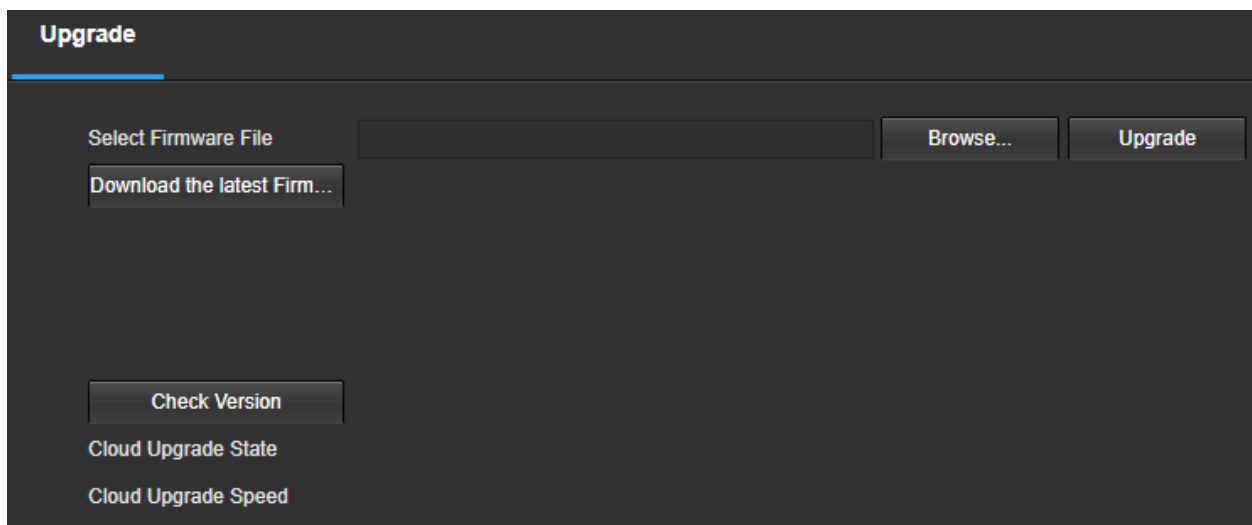 Upgrade
Select Firmware File Browse... Upgrade
Download the latest Firm...
Check Version
Cloud Upgrade State
Cloud Upgrade Speed